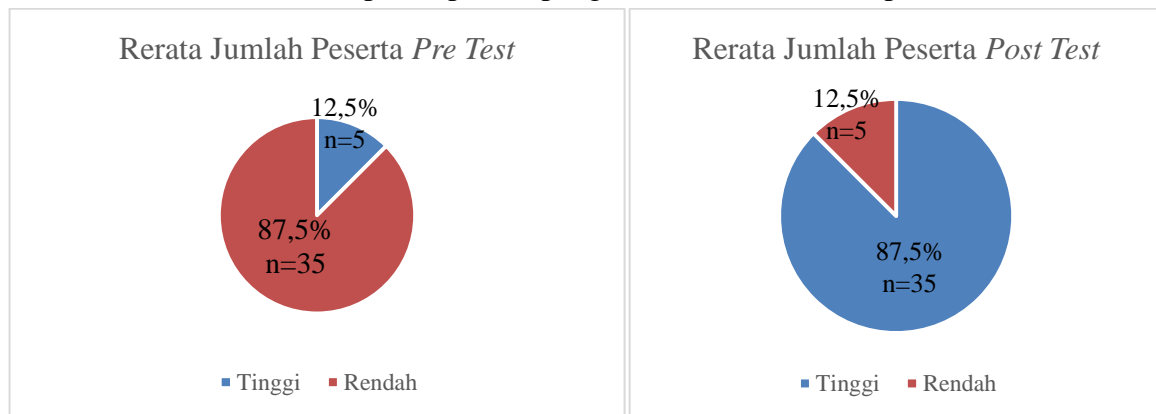 Rerata Jumlah Peserta Pre Test
12,5%
n=5
87,5%
n=35
Tinggi Rendah
Rerata Jumlah Peserta Post Test
12,5%
n=5
87,5%
n=35
Tinggi Rendah